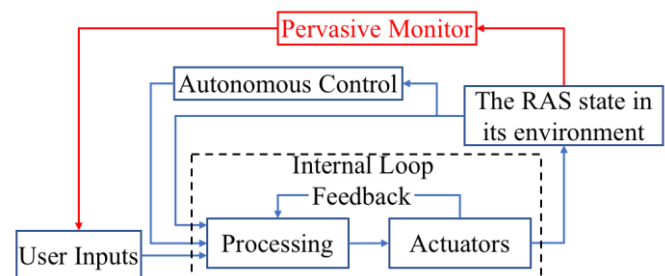 Pervasive Monitor
Autonomous Control
The RAS state in
its environment
Internal Loop
Feedback
Processing
Actuators
User Inputs